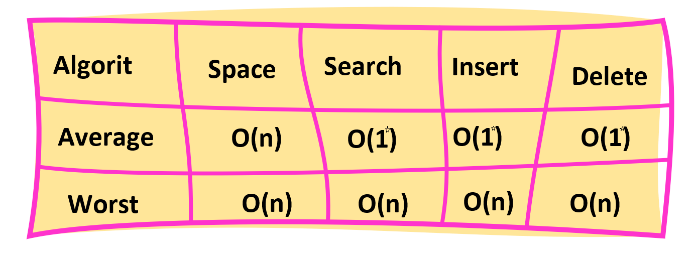 Algorit Space Search Insert Delete
Average O(n) O(1) O(1) O(1)
Worst O(n) O(n) O(n) O(n)